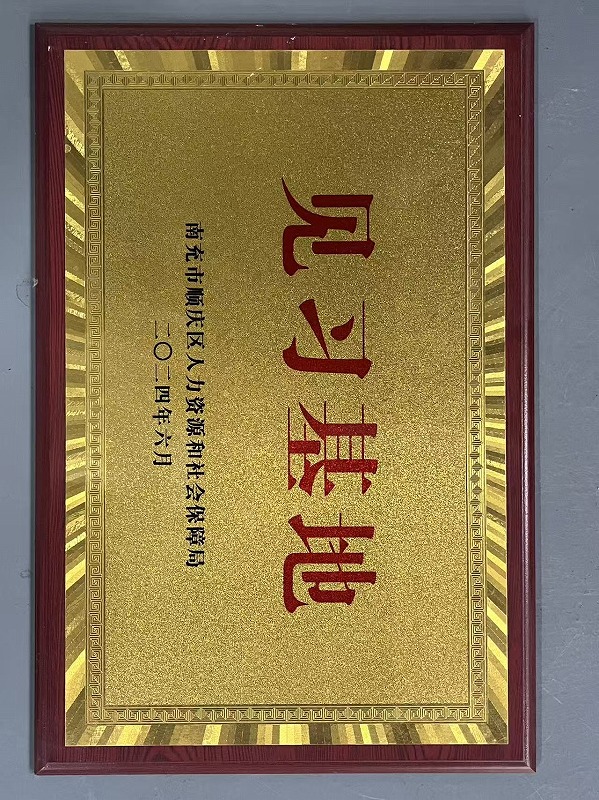 见习基地
南充市顺庆区人力资源和社会保障局
二〇二四年六月